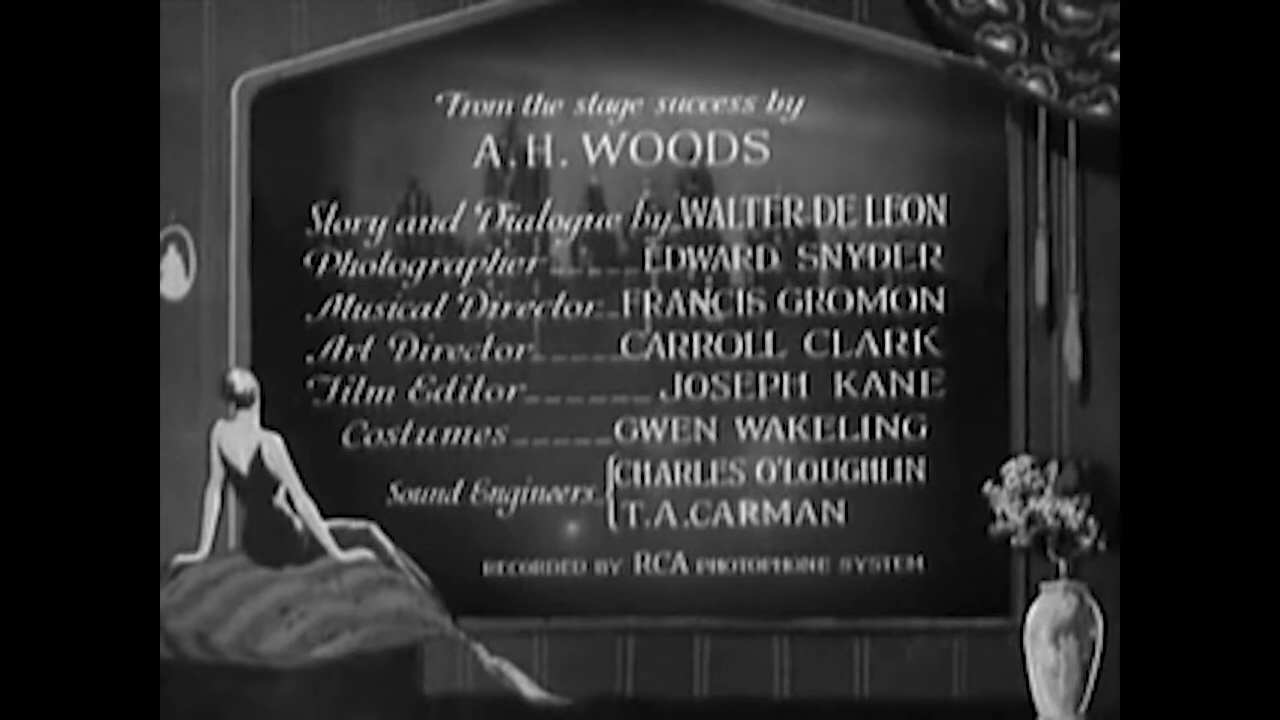 From the stage success by
A. H. WOODS
Story and Dialogue by WALTER DE LEON
Photographer ------ EDWARD SNYDER
Musical Director -- FRANCIS GROMON
Art Director ------ CARROLL CLARK
Film Editor ------- JOSEPH KANE
Costumes ------ GWEN WAKELING
Sound Engineers { CHARLES O'LOUGHLIN
T.A.CARMAN
RECORDED BY RCA PHOTOPHONE SYSTEM